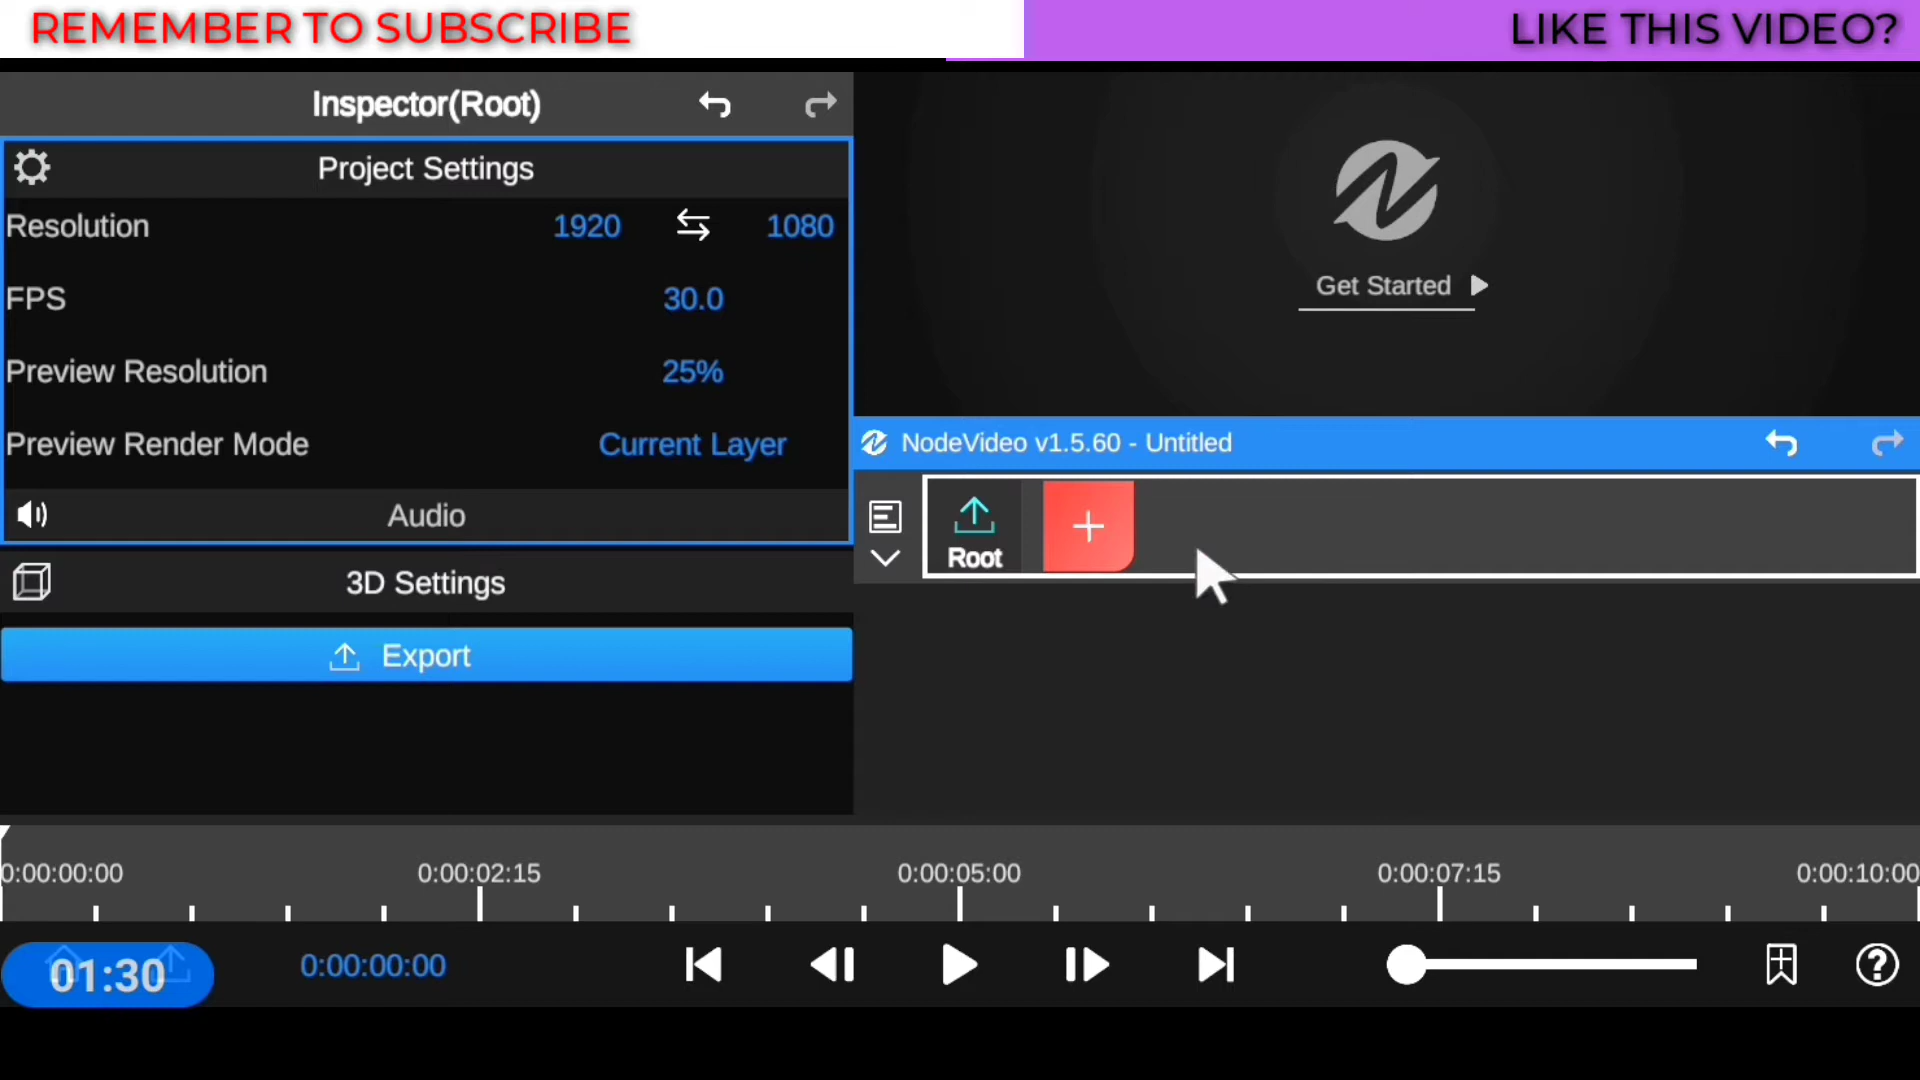 REMEMBER TO SUBSCRIBE
LIKE THIS VIDEO?
Inspector(Root)
Project Settings
Resolution 1920 1080
FPS 30.0
Preview Resolution 25%
Preview Render Mode Current Layer
Audio
3D Settings
Export
Get Started
NodeVideo v1.5.60 - Untitled
Root
0:00:00:00 0:00:02:15 0:00:05:00 0:00:07:15 0:00:10:00
01:30 0:00:00:00